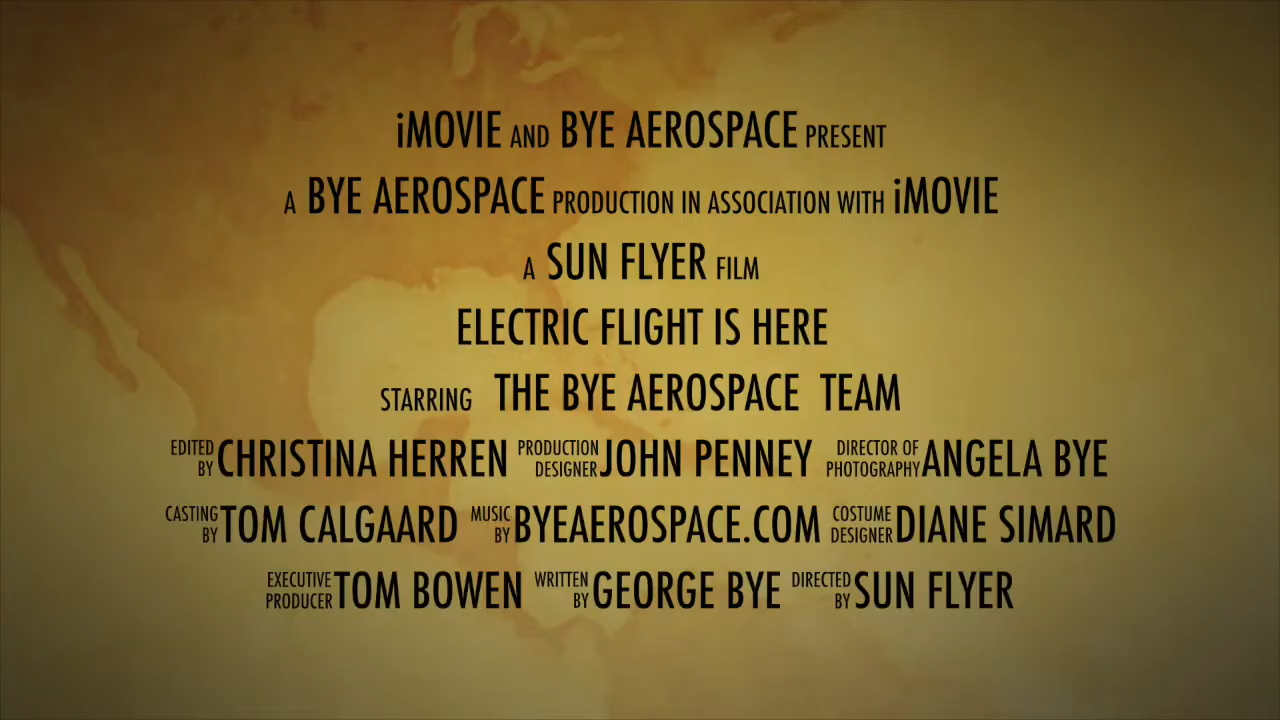 iMOVIE AND BYE AEROSPACE PRESENT
A BYE AEROSPACE PRODUCTION IN ASSOCIATION WITH iMOVIE
A SUN FLYER FILM
ELECTRIC FLIGHT IS HERE
STARRING THE BYE AEROSPACE TEAM
EDITED BY CHRISTINA HERREN PRODUCTION DESIGNER JOHN PENNEY DIRECTOR OF PHOTOGRAPHY ANGELA BYE
CASTING BY TOM CALGAARD MUSIC BY BYEAEROSPACE.COM COSTUME DESIGNER DIANE SIMARD
EXECUTIVE PRODUCER TOM BOWEN WRITTEN BY GEORGE BYE DIRECTED BY SUN FLYER